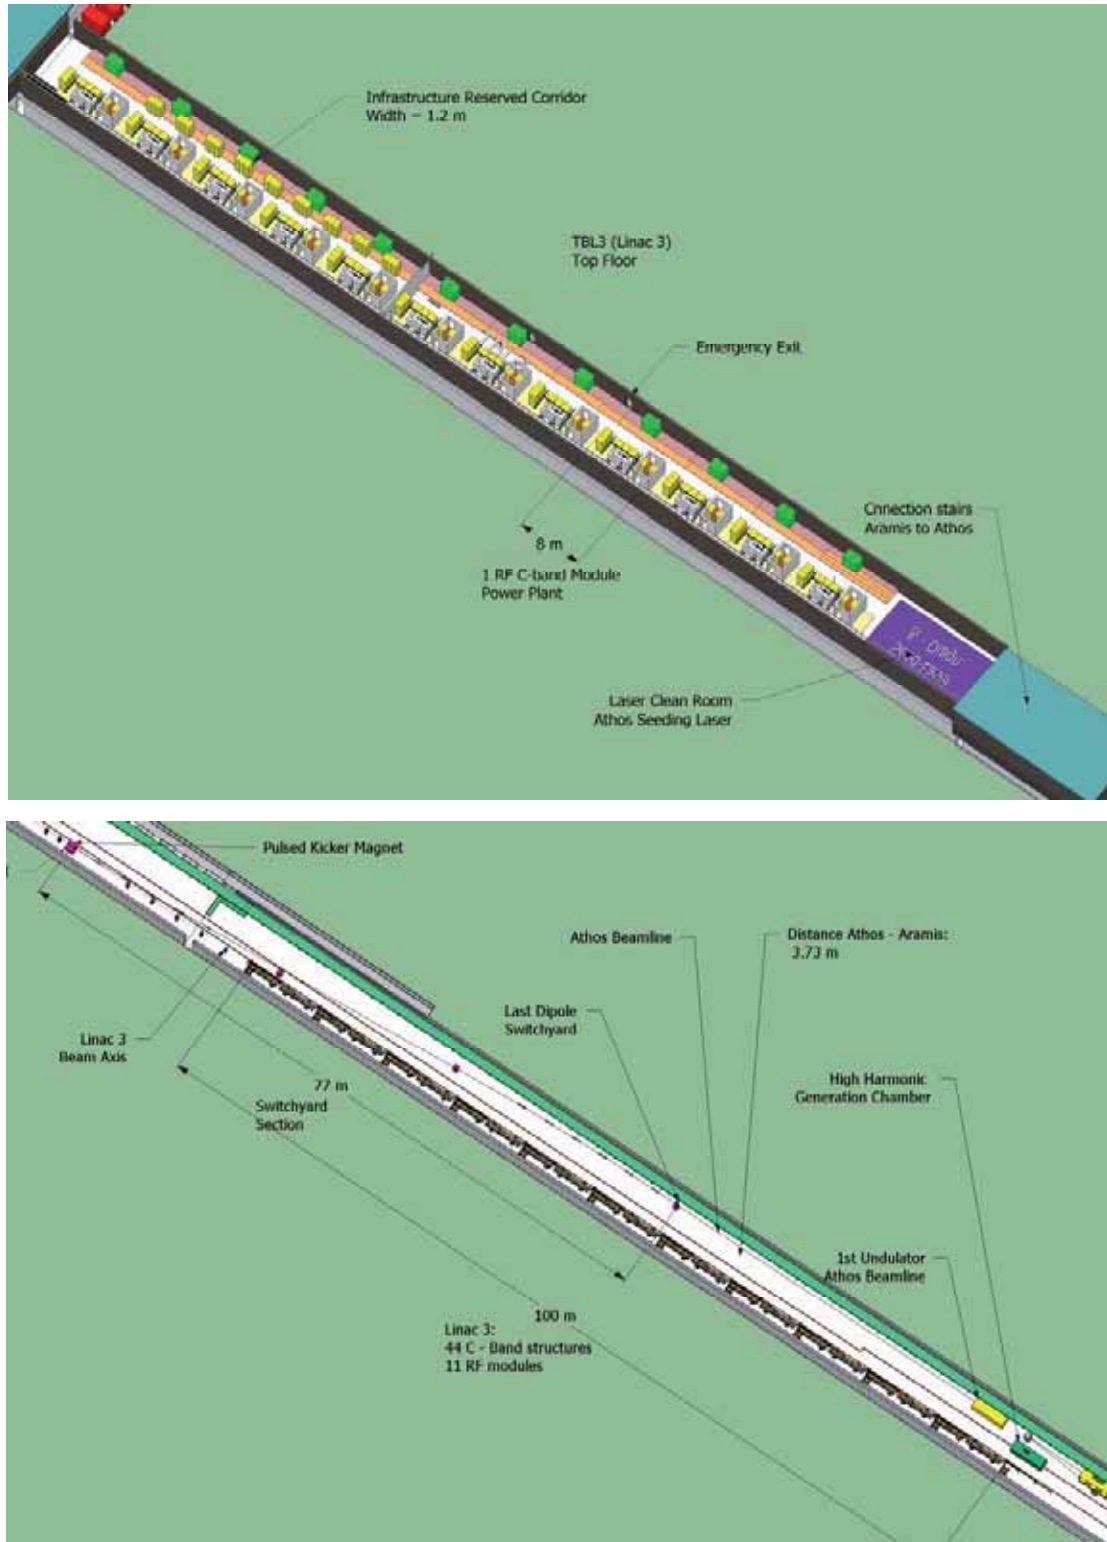 Infrastructure Reserved Corridor
Width ~ 1.2 m
TBL3 (Linac 3)
Top Floor
Emergency Exit
Cnnection stairs
Aramis to Athos
8 m
1 RF C-band Module
Power Plant
Laser Clean Room
Athos Seeding Laser
Pulsed Kicker Magnet
Athos Beamline
Distance Athos - Aramis:
3.73 m
Last Dipole
Switchyard
Linac 3
Beam Axis
High Harmonic
Generation Chamber
77 m
Switchyard
Section
1st Undulator
Athos Beamline
100 m
Linac 3:
44 C - Band structures
11 RF modules